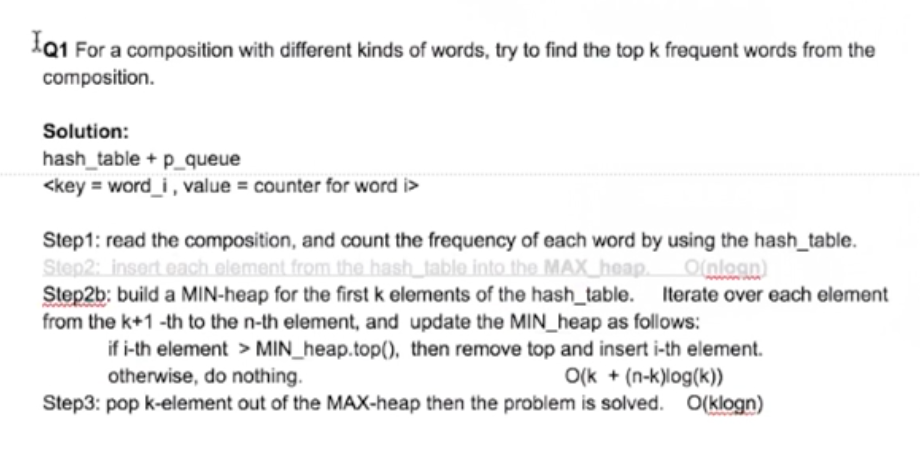 Q1 For a composition with different kinds of words, try to find the top k frequent words from the
composition.
Solution:
hash_table + p_queue
<key = word_i , value = counter for word i>
Step1: read the composition, and count the frequency of each word by using the hash_table.
Step2: insert each element from the hash_table into the MAX_heap. O(nlogn)
Step2b: build a MIN-heap for the first k elements of the hash_table. Iterate over each element
from the k+1 -th to the n-th element, and update the MIN_heap as follows:
if i-th element > MIN_heap.top(), then remove top and insert i-th element.
otherwise, do nothing. O(k + (n-k)log(k))
Step3: pop k-element out of the MAX-heap then the problem is solved. O(klogn)